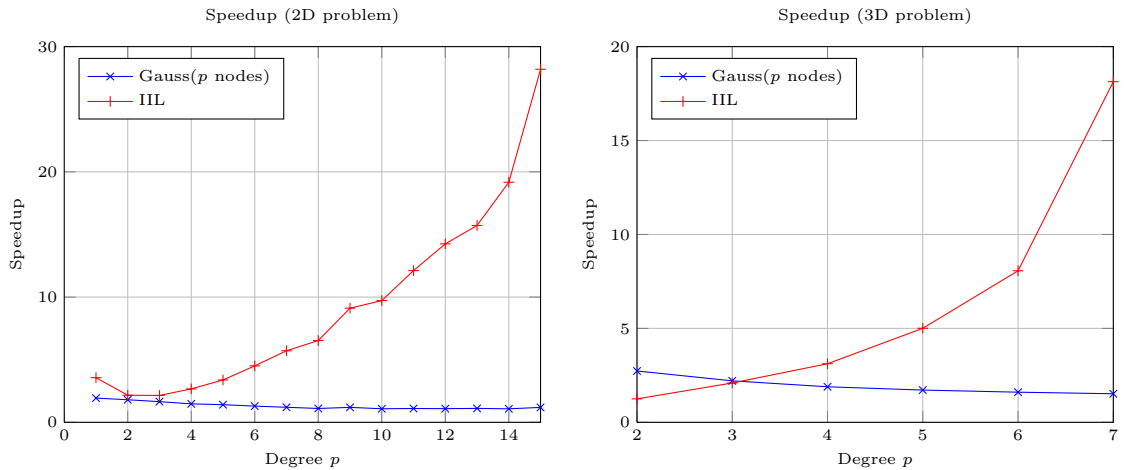 Speedup (2D problem)
30
20
10
0
0 2 4 6 8 10 12 14
Speedup
Degree p
Gauss(p nodes)
IIL
Speedup (3D problem)
20
15
10
5
0
2 3 4 5 6 7
Speedup
Degree p
Gauss(p nodes)
IIL